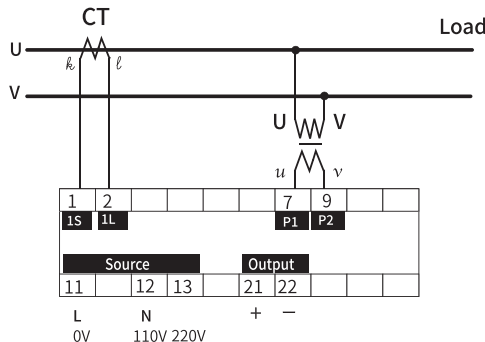 CT
Load
U
k ℓ
V
U V
u v
1 2 7 9
1S 1L P1 P2
Source Output
11 12 13 21 22
L N + −
0V 110V 220V